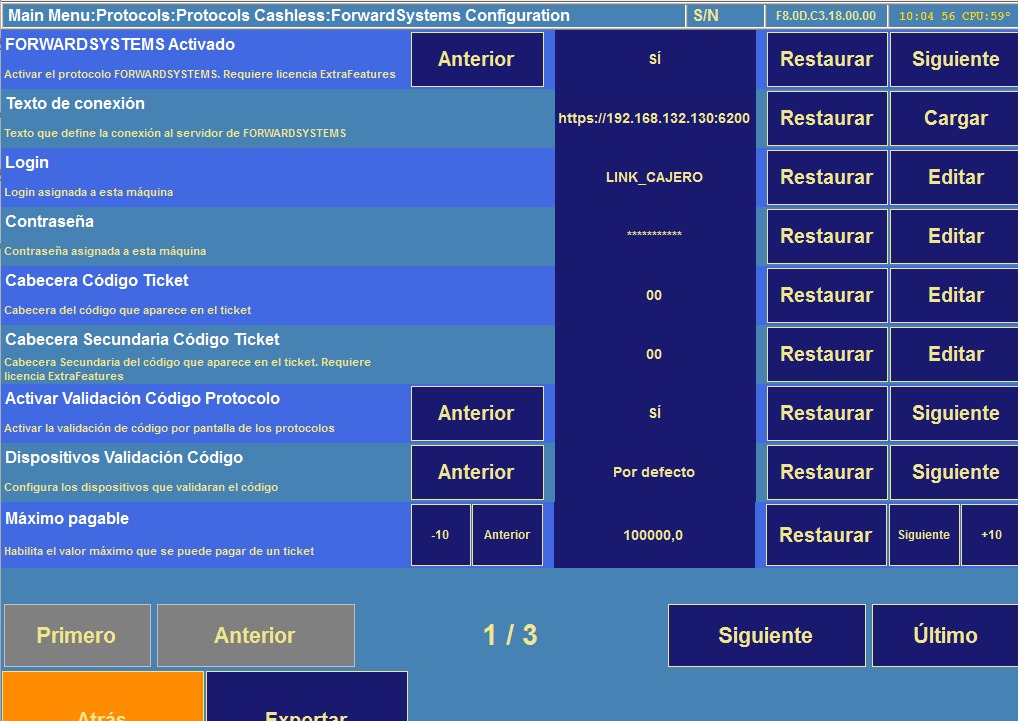 Main Menu:Protocols:Protocols Cashless:ForwardSystems Configuration S/N F8.0D.C3.18.00.00 10:04 56 CPU:59°
FORWARDSYSTEMS Activado
Activar el protocolo FORWARDSYSTEMS. Requiere licencia ExtraFeatures
Anterior SÍ Restaurar Siguiente
Texto de conexión
Texto que define la conexión al servidor de FORWARDSYSTEMS
https://192.168.132.130:6200 Restaurar Cargar
Login
Login asignada a esta máquina
LINK_CAJERO Restaurar Editar
Contraseña
Contraseña asignada a esta máquina
*********** Restaurar Editar
Cabecera Código Ticket
Cabecera del código que aparece en el ticket
00 Restaurar Editar
Cabecera Secundaria Código Ticket
Cabecera Secundaria del código que aparece en el ticket. Requiere
licencia ExtraFeatures
00 Restaurar Editar
Activar Validación Código Protocolo
Activar la validación de código por pantalla de los protocolos
Anterior SÍ Restaurar Siguiente
Dispositivos Validación Código
Configura los dispositivos que validaran el código
Anterior Por defecto Restaurar Siguiente
Máximo pagable
Habilita el valor máximo que se puede pagar de un ticket
-10 Anterior 100000,0 Restaurar Siguiente +10
Primero Anterior 1 / 3 Siguiente Último
Atrás Exportar